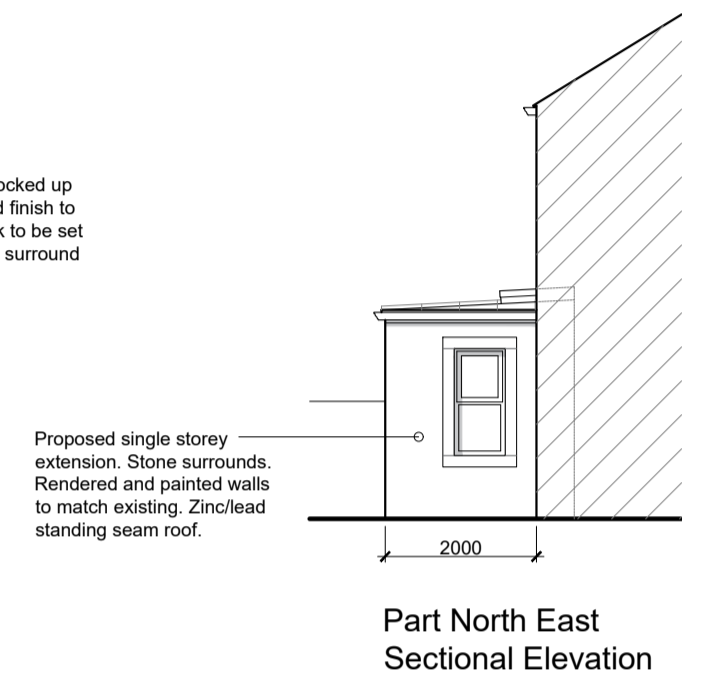 ocked up
finish to
to be set
surround
Proposed single storey
extension. Stone surrounds.
Rendered and painted walls
to match existing. Zinc/lead
standing seam roof.
2000
Part North East
Sectional Elevation